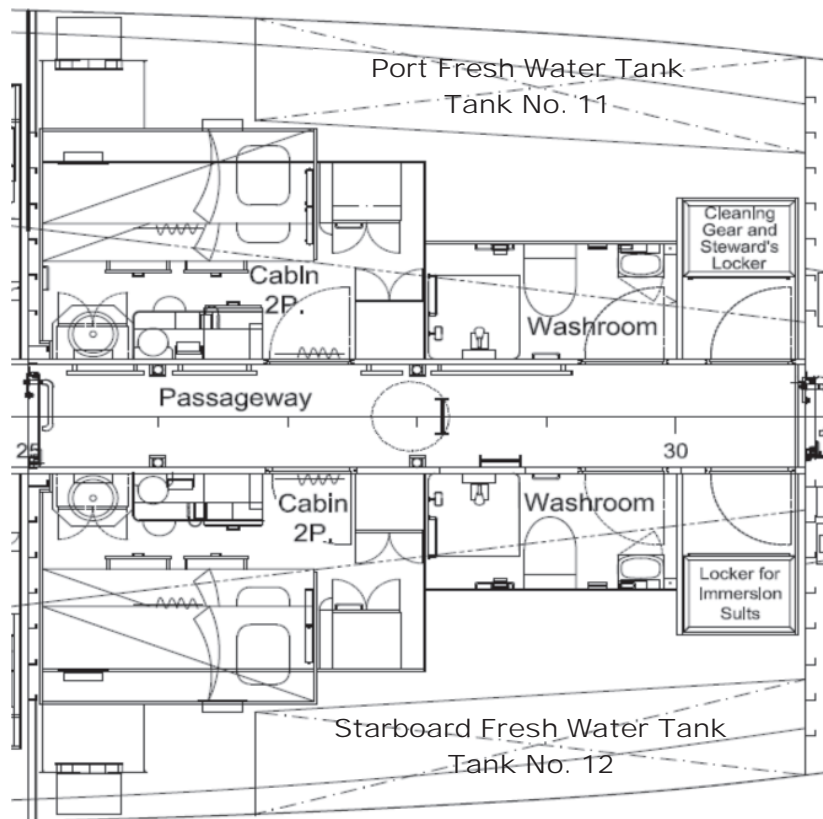 Port Fresh Water Tank
Tank No. 11
Cleaning
Gear and
Steward's
Locker
Cabin
2P.
Washroom
Passageway
25
30
Cabin
2P.
Washroom
Locker for
Immersion
Suits
Starboard Fresh Water Tank
Tank No. 12